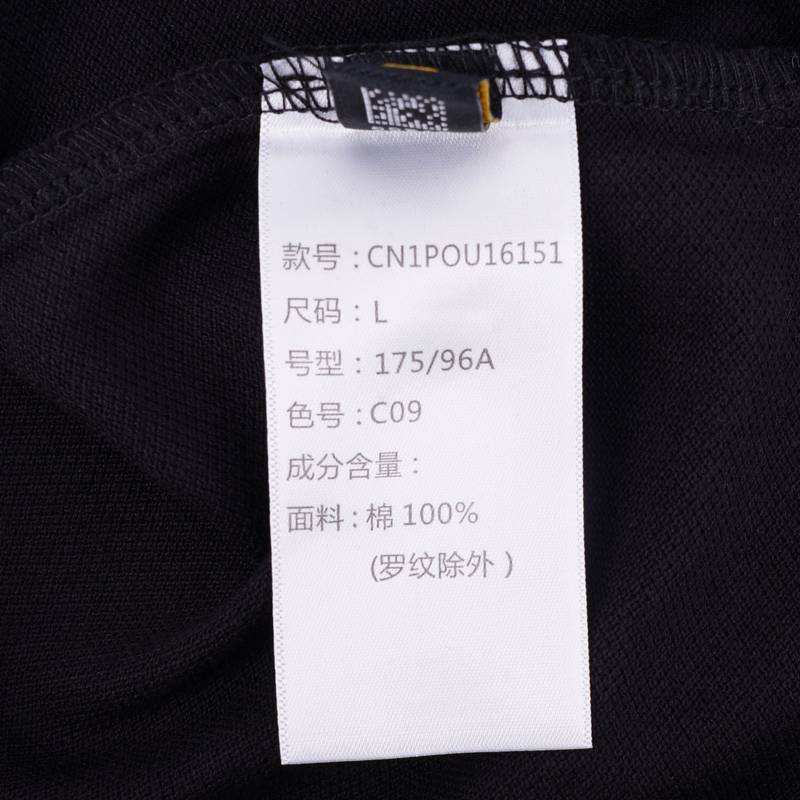 款号：CN1POU16151
尺码：L
号型：175/96A
色号：C09
成分含量：
面料：棉 100%
(罗纹除外)